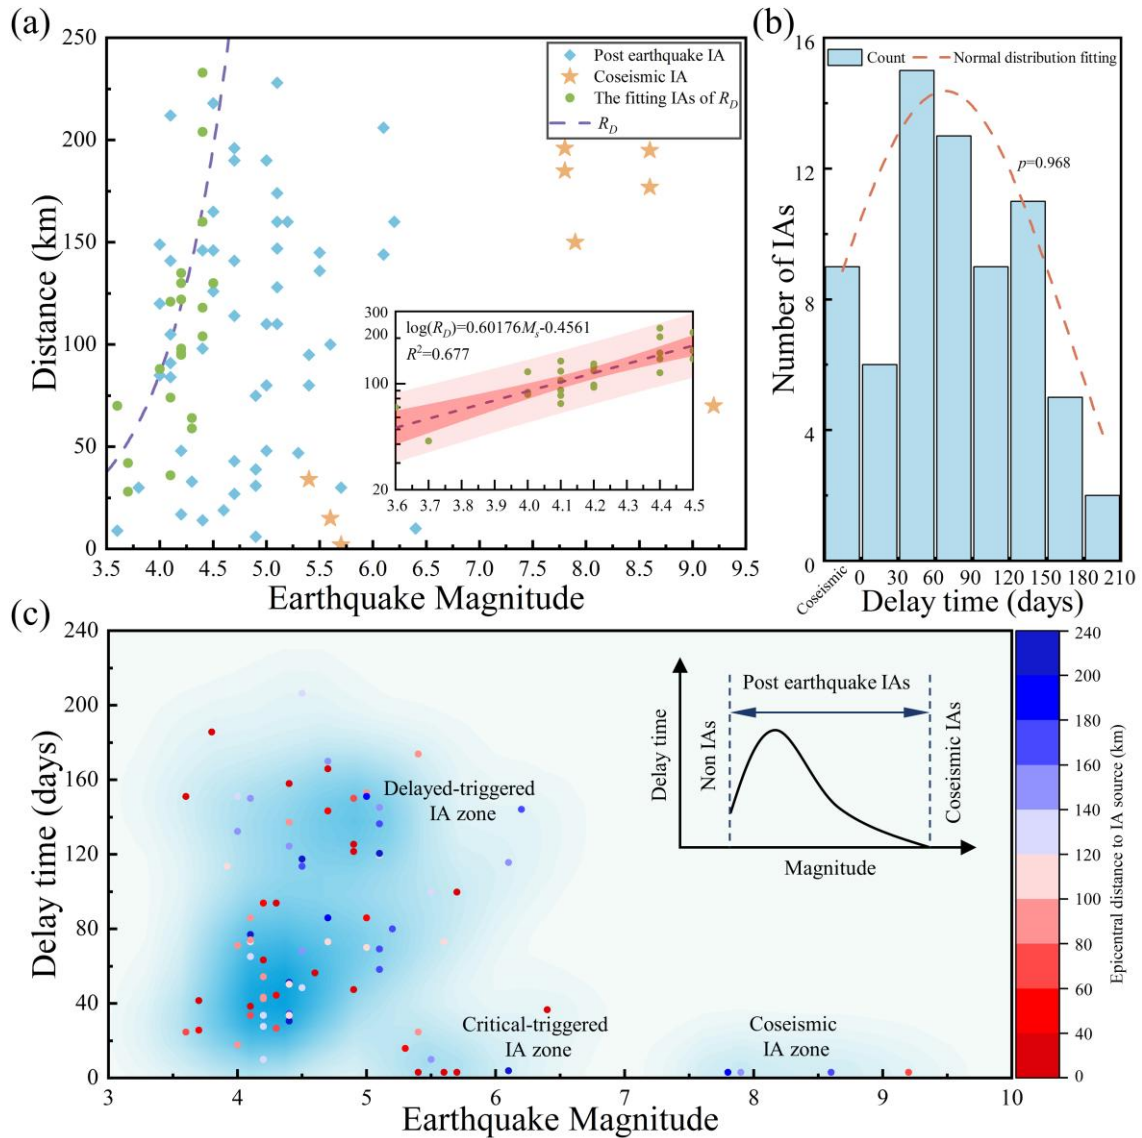 (a)
250
200
150
100
50
0
Distance (km)
3.5 4.0 4.5 5.0 5.5 6.0 6.5 7.0 7.5 8.0 8.5 9.0 9.5
Earthquake Magnitude
Post earthquake IA
Coseismic IA
The fitting IAs of R_D
R_D
300
200
100
20
log(R_D)=0.60176M_s-0.4561
R²=0.677
3.6 3.7 3.8 3.9 4.0 4.1 4.2 4.3 4.4 4.5
(b)
16
12
8
4
0
Number of IAs
Count
Normal distribution fitting
p=0.968
Coseismic 0 30 60 90 120 150 180 210
Delay time (days)
(c)
240
200
160
120
80
40
0
Delay time (days)
3 4 5 6 7 8 9 10
Earthquake Magnitude
Delayed-triggered
IA zone
Critical-triggered
IA zone
Coseismic
IA zone
Post earthquake IAs
Delay time
Non IAs
Coseismic IAs
Magnitude
240
200
180
160
140
120
100
80
60
40
0
Epicentral distance to IA source (km)